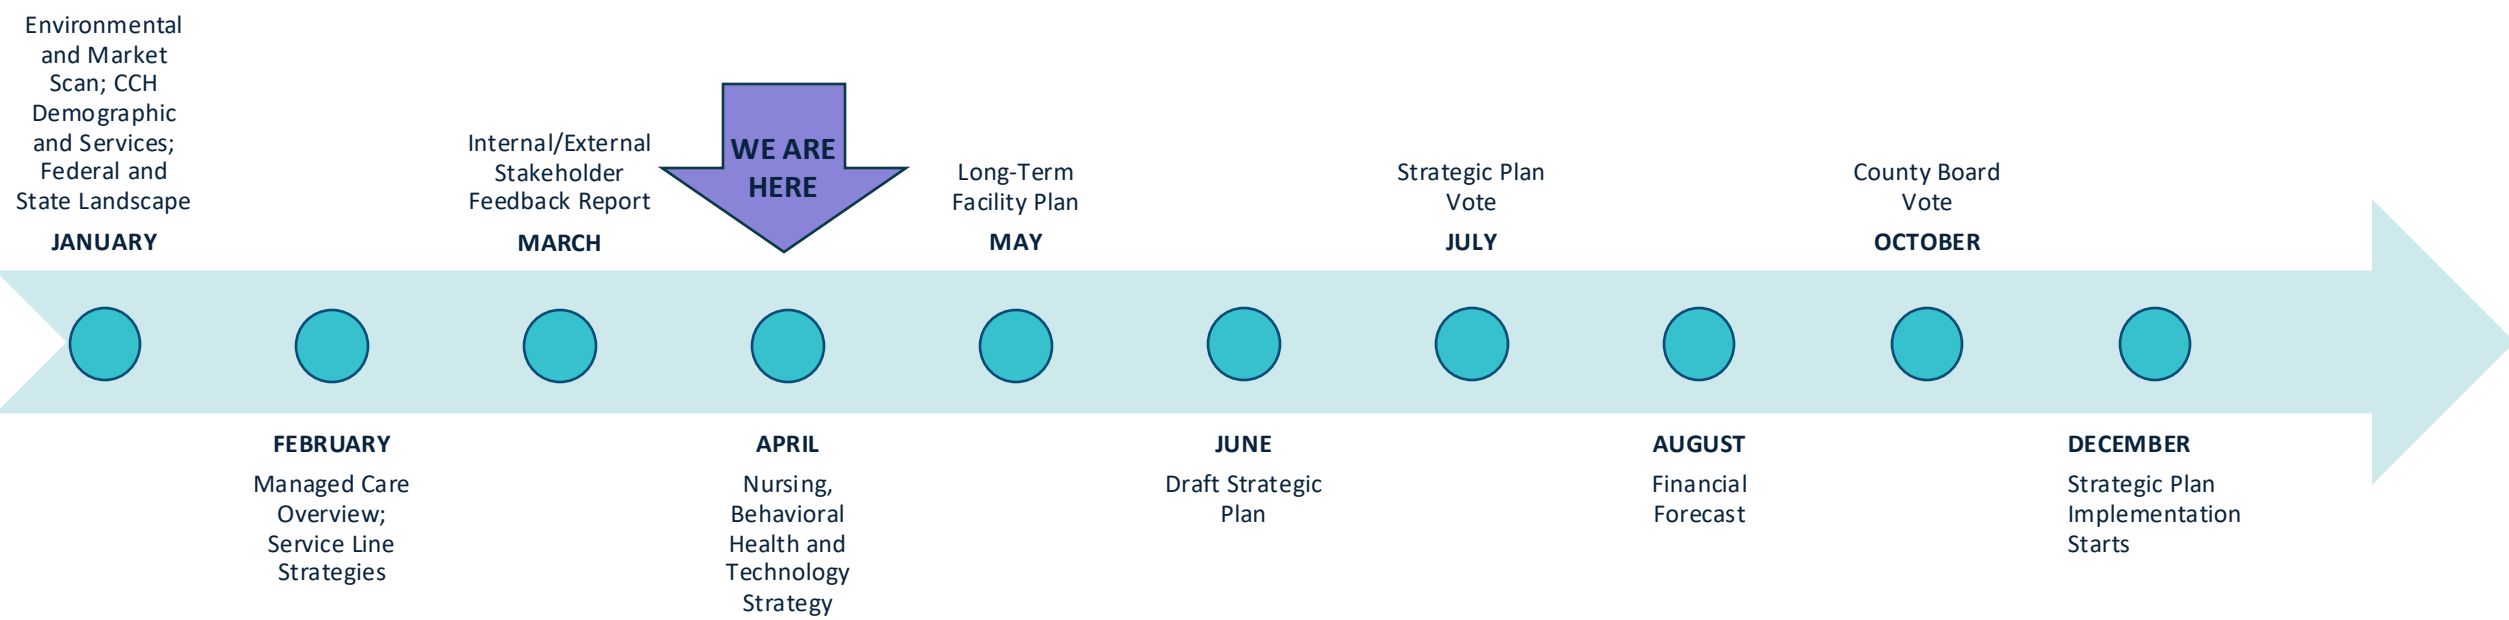 Environmental
and Market
Scan; CCH
Demographic
and Services;
Federal and
State Landscape
JANUARY
FEBRUARY
Managed Care
Overview;
Service Line
Strategies
Internal/External
Stakeholder
Feedback Report
MARCH
WE ARE
HERE
APRIL
Nursing,
Behavioral
Health and
Technology
Strategy
Long-Term
Facility Plan
MAY
JUNE
Draft Strategic
Plan
Strategic Plan
Vote
JULY
AUGUST
Financial
Forecast
County Board
Vote
OCTOBER
DECEMBER
Strategic Plan
Implementation
Starts